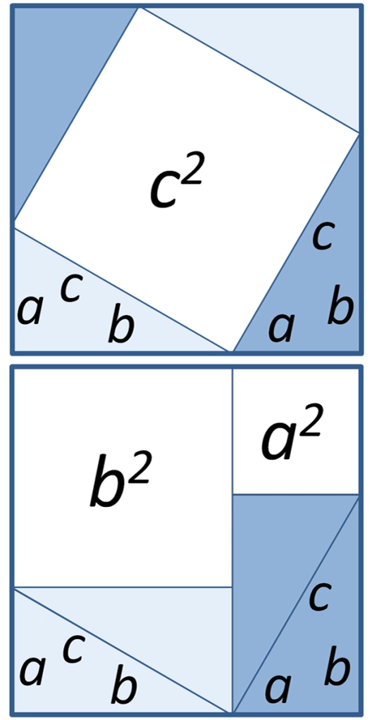 c²
c
a c b a b
b² a²
c
a c b a b